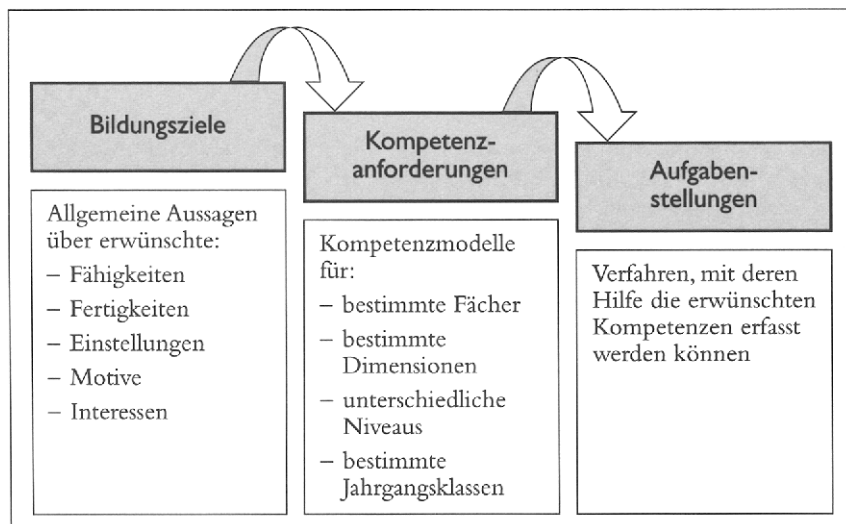 Bildungsziele
Allgemeine Aussagen
über erwünschte:
– Fähigkeiten
– Fertigkeiten
– Einstellungen
– Motive
– Interessen
Kompetenz-
anforderungen
Kompetenzmodelle
für:
– bestimmte Fächer
– bestimmte
Dimensionen
– unterschiedliche
Niveaus
– bestimmte
Jahrgangsklassen
Aufgaben-
stellungen
Verfahren, mit deren
Hilfe die erwünschten
Kompetenzen erfasst
werden können